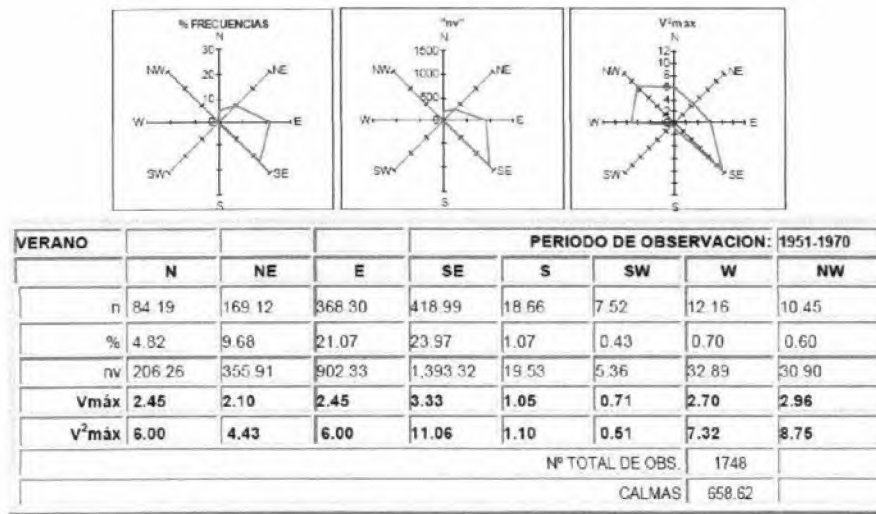 % FRECUENCIAS
N
30
20
10
0
NW
NE
W
E
SW
SE
S
"nv"
N
1500
1000
500
0
NW
NE
W
E
SW
SE
S
V²max
N
12
10
8
6
4
2
0
NW
NE
W
E
SW
SE
S
VERANO PERIODO DE OBSERVACION: 1951-1970
N NE E SE S SW W NW
n 84.19 169.12 368.30 418.99 18.66 7.52 12.16 10.45
% 4.82 9.68 21.07 23.97 1.07 0.43 0.70 0.60
nv 206.26 355.91 902.33 1,393.32 19.53 5.36 32.89 30.90
Vmáx 2.45 2.10 2.45 3.33 1.05 0.71 2.70 2.96
V²máx 6.00 4.43 6.00 11.06 1.10 0.51 7.32 8.75
Nº TOTAL DE OBS. 1748
CALMAS 658.62